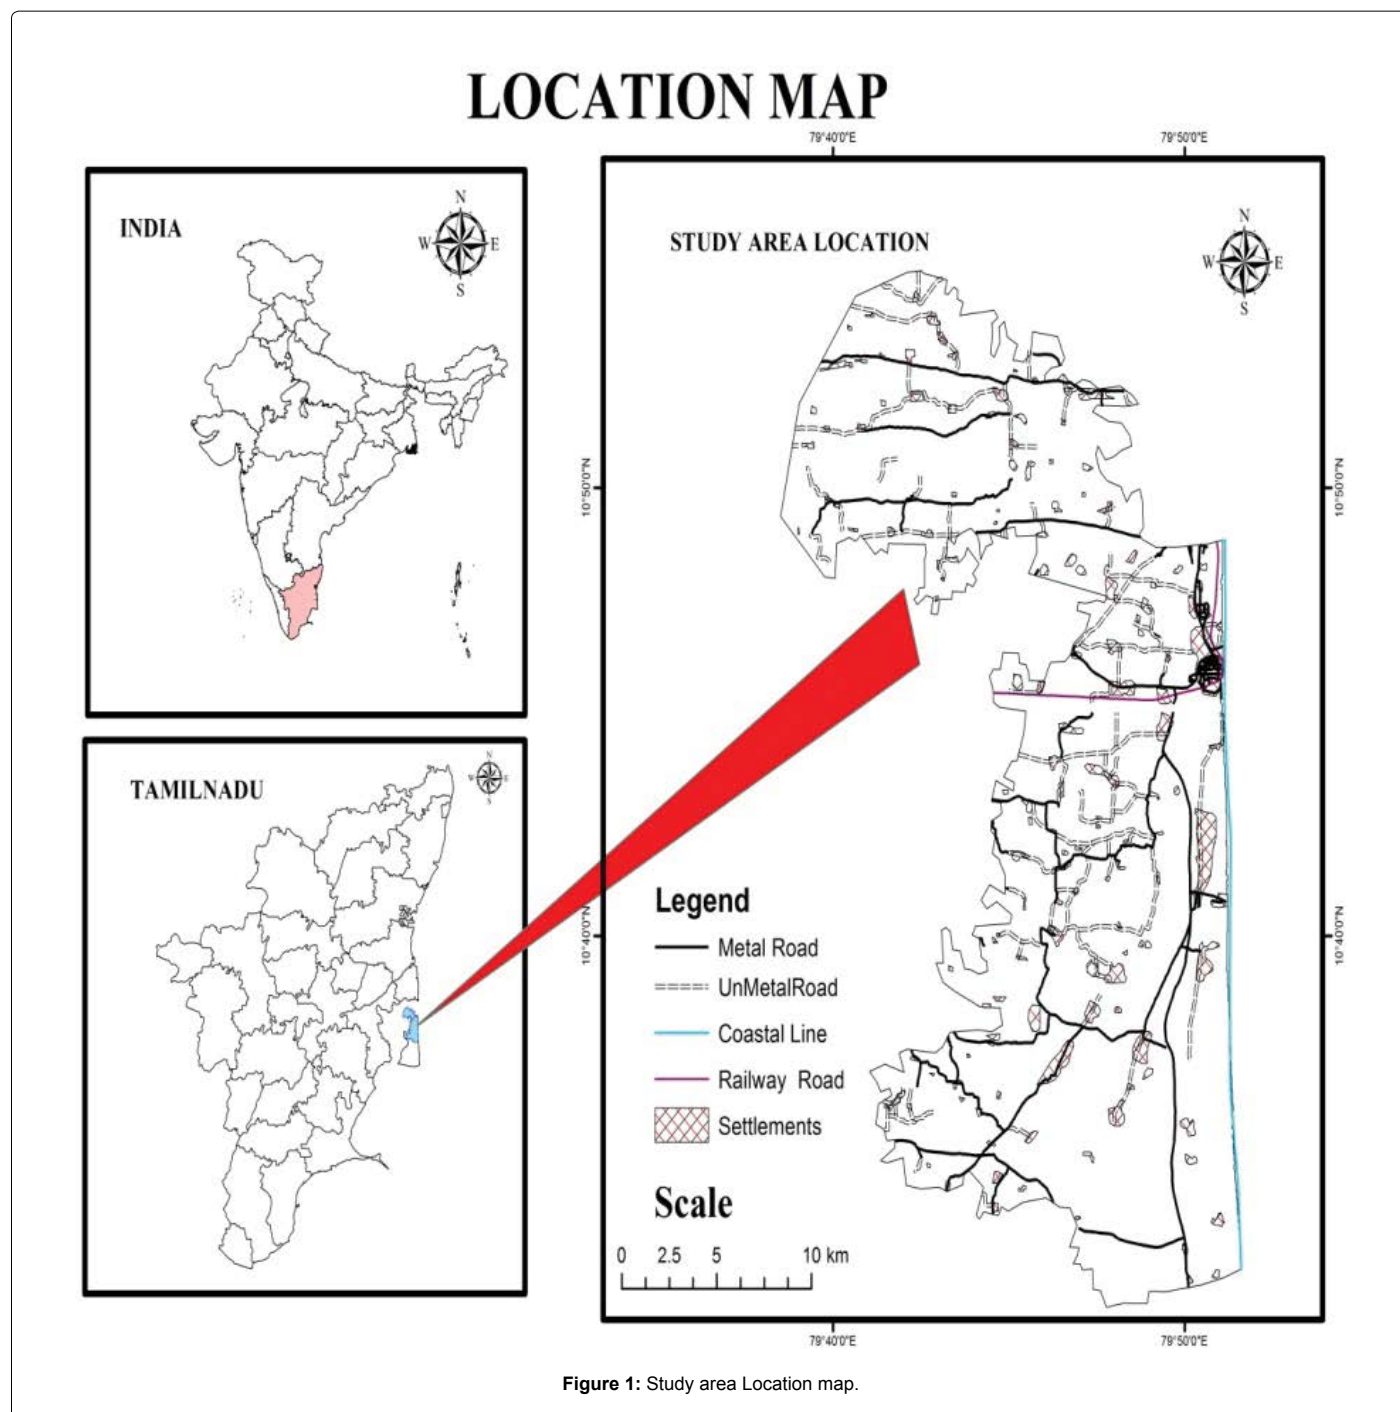 LOCATION MAP
79°40'0"E
79°50'0"E
INDIA
N
W
E
S
STUDY AREA LOCATION
N
W
E
S
10°50'0"N
10°50'0"N
TAMILNADU
N
W
E
S
10°40'0"N
10°40'0"N
Legend
Metal Road
UnMetalRoad
Coastal Line
Railway Road
Settlements
Scale
0 2.5 5 10 km
79°40'0"E
79°50'0"E
Figure 1: Study area Location map.